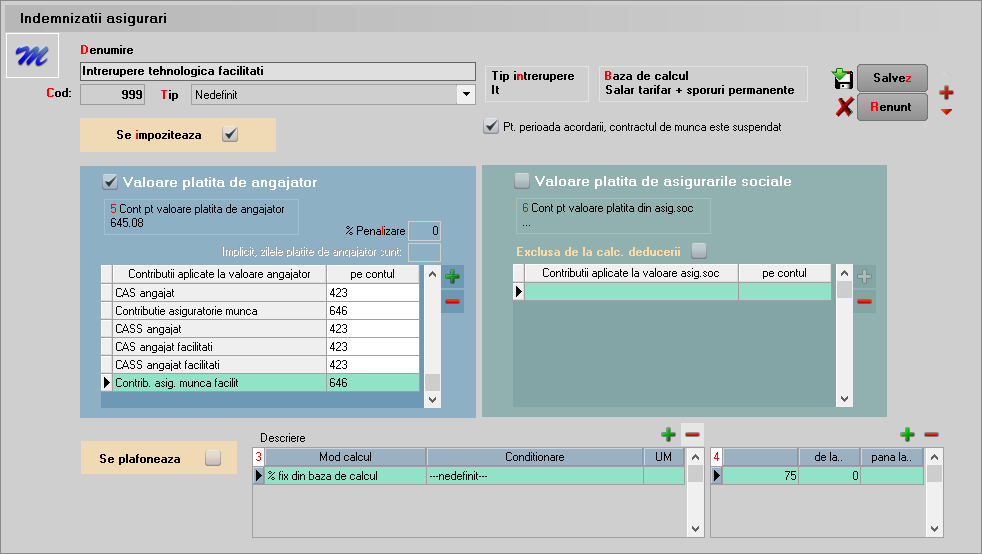 Indemnizatii asigurari
m
Denumire
Intrerupere tehnologica facilitati
Cod: 999 Tip Nedefinit
Tip intrerupere
It
Baza de calcul
Salar tarifar + sporuri permanente
Salvez
Renunt
Se impoziteaza
Pt. perioada acordarii, contractul de munca este suspendat
Valoare platita de angajator
5 Cont pt valoare platita de angajator
645.08
% Penalizare 0
Implicit, zilele platite de angajator sunt:
Contributii aplicate la valoare angajator pe contul
CAS angajat 423
Contributie asiguratorie munca 646
CASS angajat 423
CAS angajat facilitati 423
CASS angajat facilitati 423
Contrib. asig. munca facilit 646
Valoare platita de asigurarile sociale
6 Cont pt valoare platita din asig.soc
...
Exclusa de la calc. deducerii
Contributii aplicate la valoare asig.soc pe contul
Se plafoneaza
Descriere
3 Mod calcul Conditionare UM
% fix din baza de calcul ---nedefinit---
4 de la.. pana la..
75 0